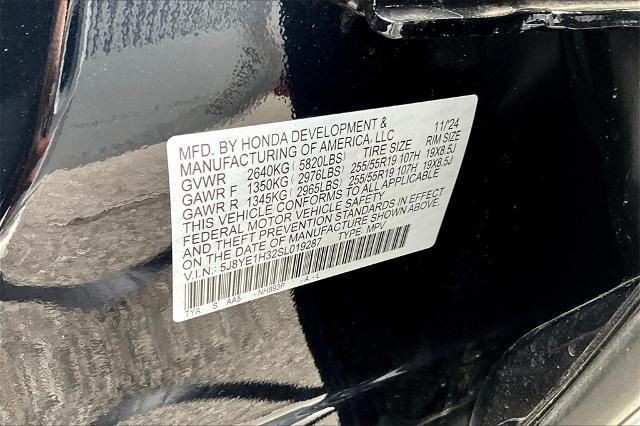 MFD. BY HONDA DEVELOPMENT & 11/24
MANUFACTURING OF AMERICA, LLC RIM SIZE
GVWR 2640KG (5820LBS) TIRE SIZE
GAWR F 1350KG (2976LBS) 255/55R19 107H 19X8.5J
GAWR R 1345KG (2965LBS) 255/55R19 107H 19X8.5J
THIS VEHICLE CONFORMS TO ALL APPLICABLE
FEDERAL MOTOR VEHICLE SAFETY
AND THEFT PREVENTION STANDARDS IN EFFECT
ON THE DATE OF MANUFACTURE SHOWN ABOVE.
V.I.N.: 5J8YE1H32SL019287 TYPE: MPV
TYA S AAS -NH893P -A -L